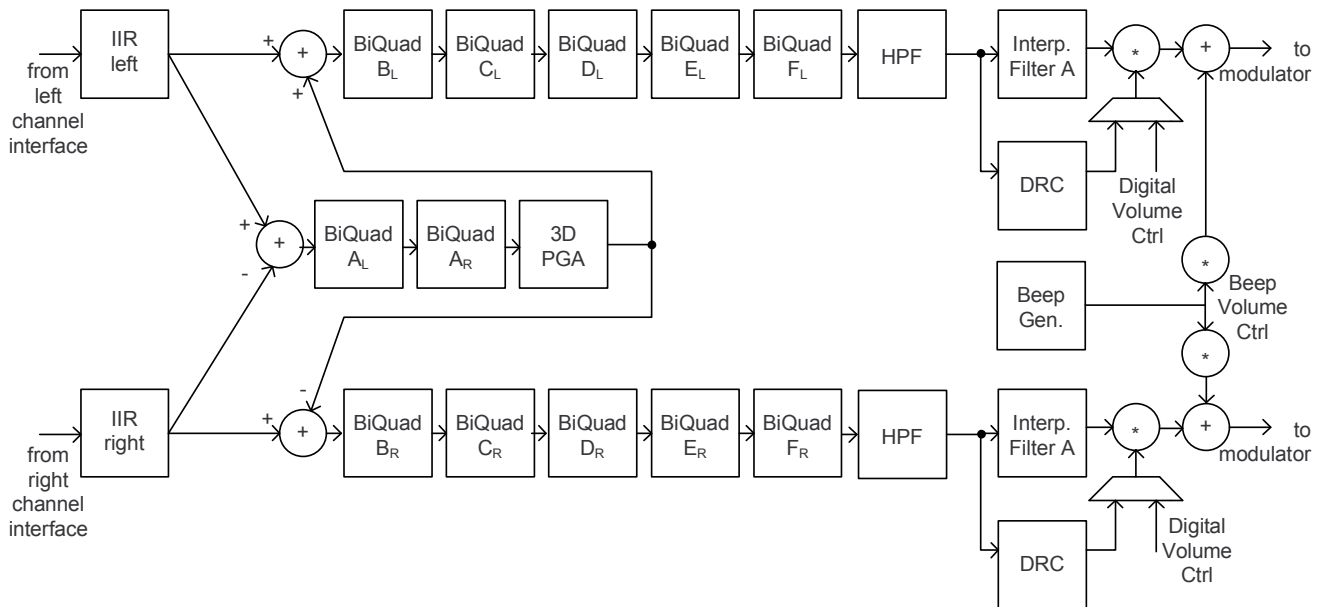 from
left
channel
interface
IIR
left
+
+
+
BiQuad
BL
BiQuad
CL
BiQuad
DL
BiQuad
EL
BiQuad
FL
HPF
Interp.
Filter A
*
+
to
modulator
DRC
Digital
Volume
Ctrl
+
-
+
BiQuad
AL
BiQuad
AR
3D
PGA
Beep
Gen.
*
Beep
Volume
Ctrl
*
from
right
channel
interface
IIR
right
+
-
+
BiQuad
BR
BiQuad
CR
BiQuad
DR
BiQuad
ER
BiQuad
FR
HPF
Interp.
Filter A
*
+
to
modulator
DRC
Digital
Volume
Ctrl